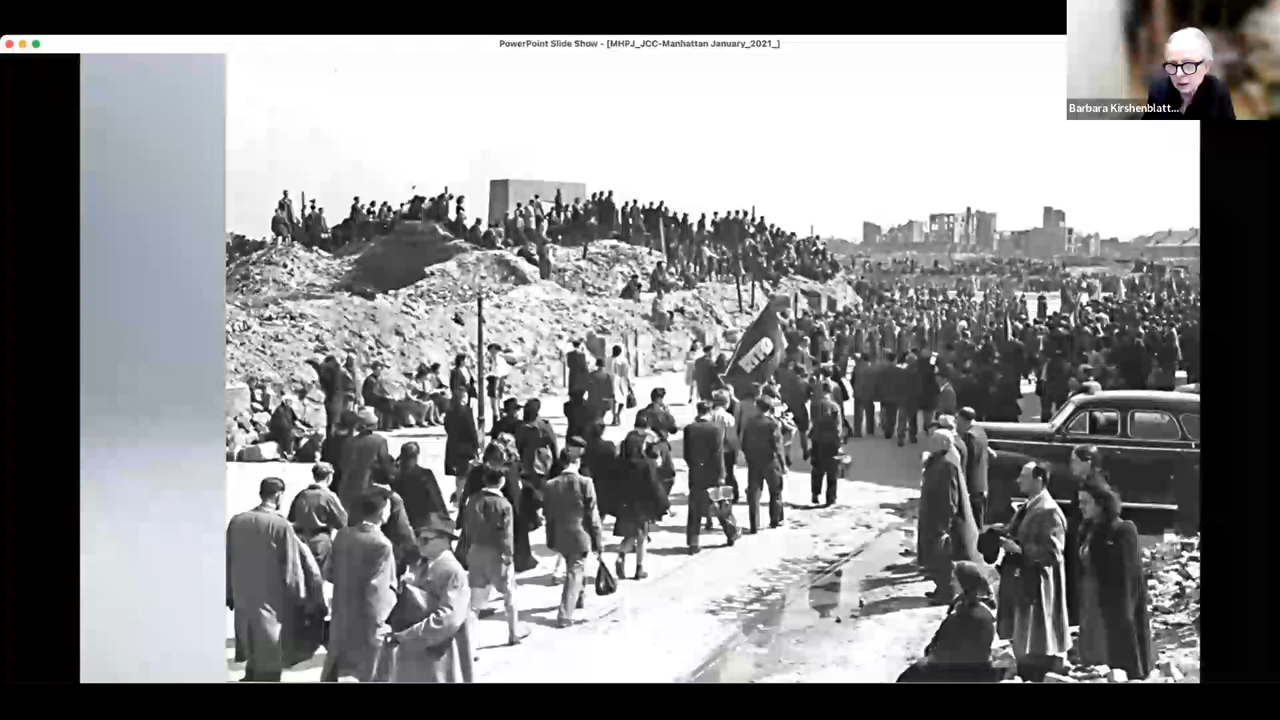 PowerPoint Slide Show - [MHPJ_JCC-Manhattan January_2021_]
Barbara Kirshenblatt...